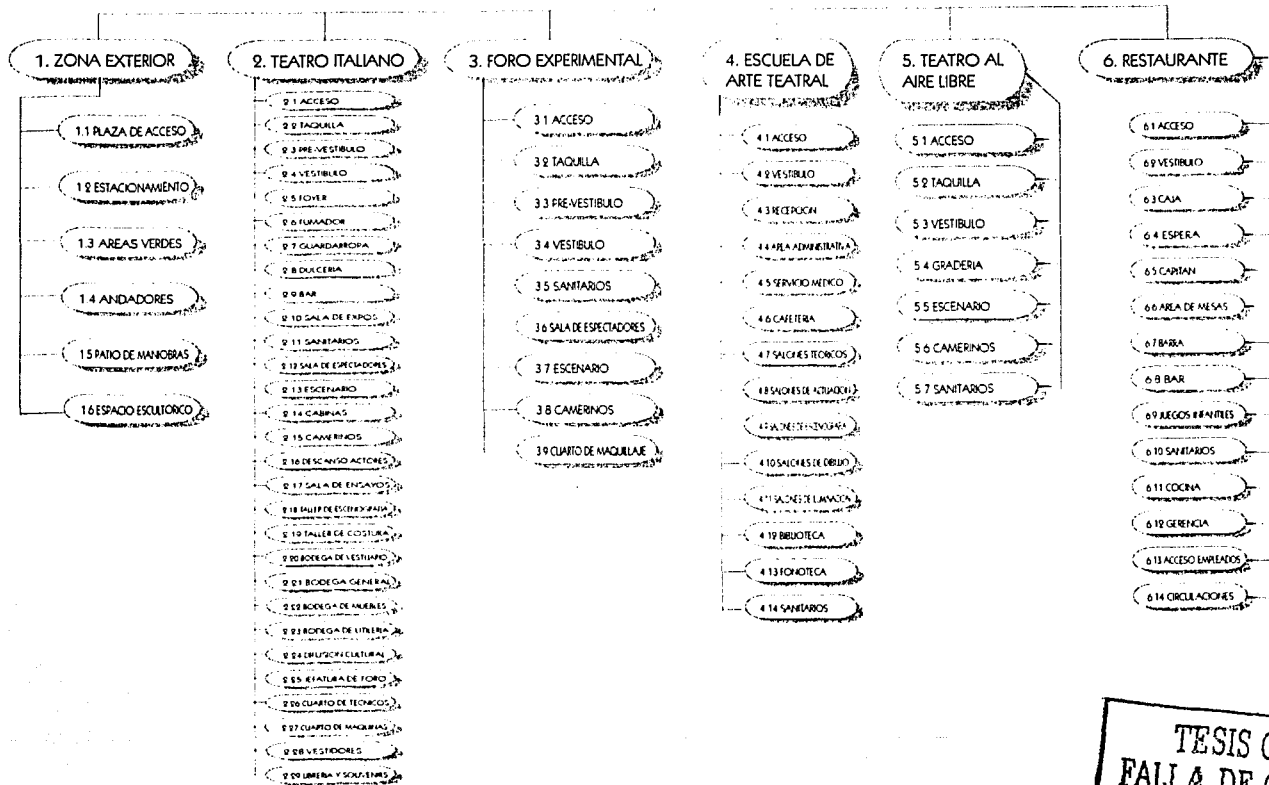 1. ZONA EXTERIOR
1.1 PLAZA DE ACCESO
1 2 ESTACIONAMIENTO
1.3 AREAS VERDES
1.4 ANDADORES
1 5 PATIO DE MANIOBRAS
1 6 ESPACIO ESCULTORICO
2. TEATRO ITALIANO
2 1 ACCESO
2 2 TAQUILLA
2 3 PRE-VESTIBULO
2 4 VESTIBULO
2 5 FOYER
2 6 FUMADOR
2 7 GUARDARROPA
2 8 DULCERIA
2 9 BAR
2 10 SALA DE EXPOS
2 11 SANITARIOS
2 12 SALA DE ESPECTADORES
2 13 ESCENARIO
2 14 CABINAS
2 15 CAMERINOS
2 16 DESCANSO ACTORES
2 17 SALA DE ENSAYOS
2 18 TALLER DE ESCENOGRAFIA
2 19 TALLER DE COSTURA
2 20 BODEGA DE VESTUARIO
2 21 BODEGA GENERAL
2 22 BODEGA DE MUEBLES
2 23 BODEGA DE UTILERIA
2 24 DIFUSION CULTURAL
2 25 JEFATURA DE FORO
2 26 CUARTO DE TECNICOS
2 27 CUARTO DE MAQUINAS
2 28 VESTIDORES
2 29 LIBRERIA Y SOUVENIRS
3. FORO EXPERIMENTAL
3 1 ACCESO
3 2 TAQUILLA
3 3 PRE-VESTIBULO
3 4 VESTIBULO
3 5 SANITARIOS
3 6 SALA DE ESPECTADORES
3 7 ESCENARIO
3 8 CAMERINOS
3 9 CUARTO DE MAQUILLAJE
4. ESCUELA DE
ARTE TEATRAL
4 1 ACCESO
4 2 VESTIBULO
4 3 RECEPCION
4 4 AREA ADMINISTRATIVA
4 5 SERVICIO MEDICO
4 6 CAFETERIA
4 7 SALONES TEORICOS
4 8 SALONES DE ACTUACION
4 9 SALONES DE ESCENOGRAFIA
4 10 SALONES DE DIBUJO
4 11 SALONES DE ILUMINACION
4 12 BIBLIOTECA
4 13 FONOTECA
4 14 SANITARIOS
5. TEATRO AL
AIRE LIBRE
5 1 ACCESO
5 2 TAQUILLA
5 3 VESTIBULO
5 4 GRADERIA
5 5 ESCENARIO
5 6 CAMERINOS
5 7 SANITARIOS
6. RESTAURANTE
6 1 ACCESO
6 2 VESTIBULO
6 3 CAJA
6 4 ESPERA
6 5 CAPITAN
6 6 AREA DE MESAS
6 7 BARRA
6 8 BAR
6 9 JUEGOS INFANTILES
6 10 SANITARIOS
6 11 COCINA
6 12 GERENCIA
6 13 ACCESO EMPLEADOS
6 14 CIRCULACIONES
TESIS
FALLA DE